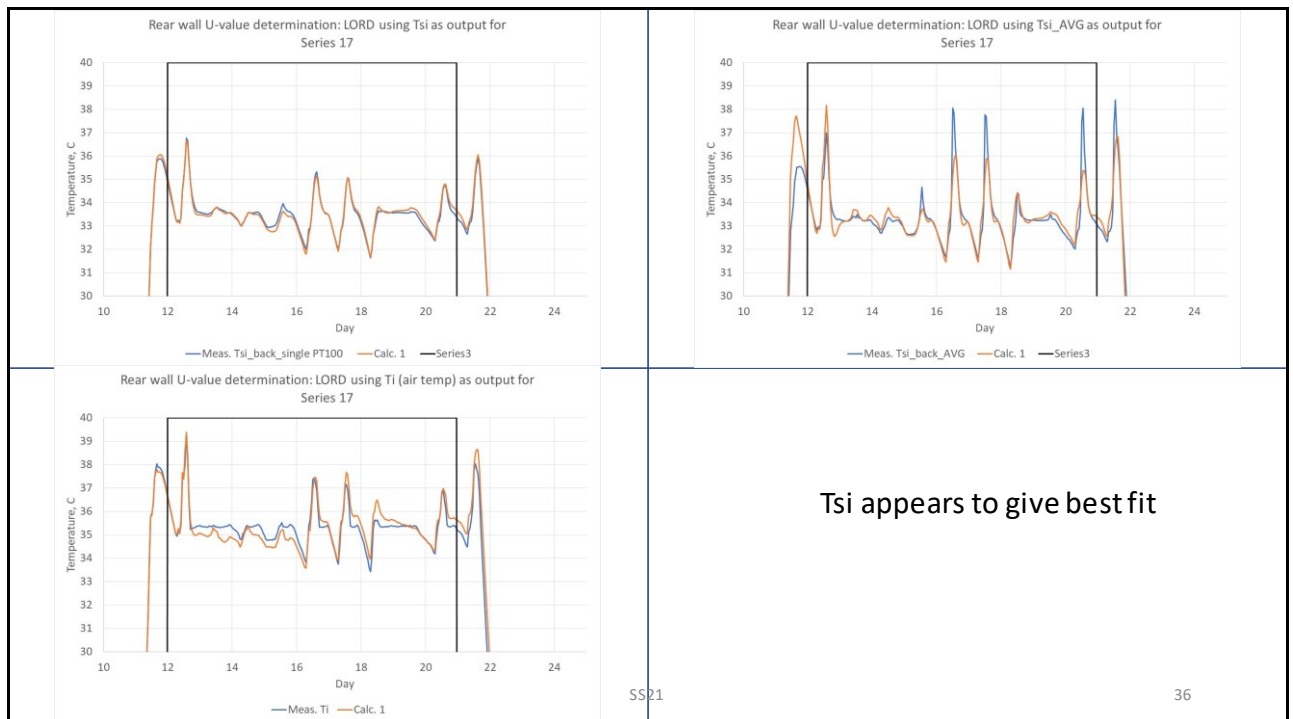 Rear wall U-value determination: LORD using Tsi as output for
Series 17
40
39
38
37
36
35
34
33
32
31
30
Temperature, C
10 12 14 16 18 20 22 24
Day
Meas. Tsi_back_single PT100 Calc. 1 Series3
Rear wall U-value determination: LORD using Tsi_AVG as output for
Series 17
40
39
38
37
36
35
34
33
32
31
30
Temperature, C
10 12 14 16 18 20 22 24
Day
Meas. Tsi_back_AVG Calc. 1 Series3
Rear wall U-value determination: LORD using Ti (air temp) as output for
Series 17
40
39
38
37
36
35
34
33
32
31
30
Temperature, C
10 12 14 16 18 20 22 24
Day
Meas. Ti Calc. 1
Tsi appears to give best fit
SS21
36